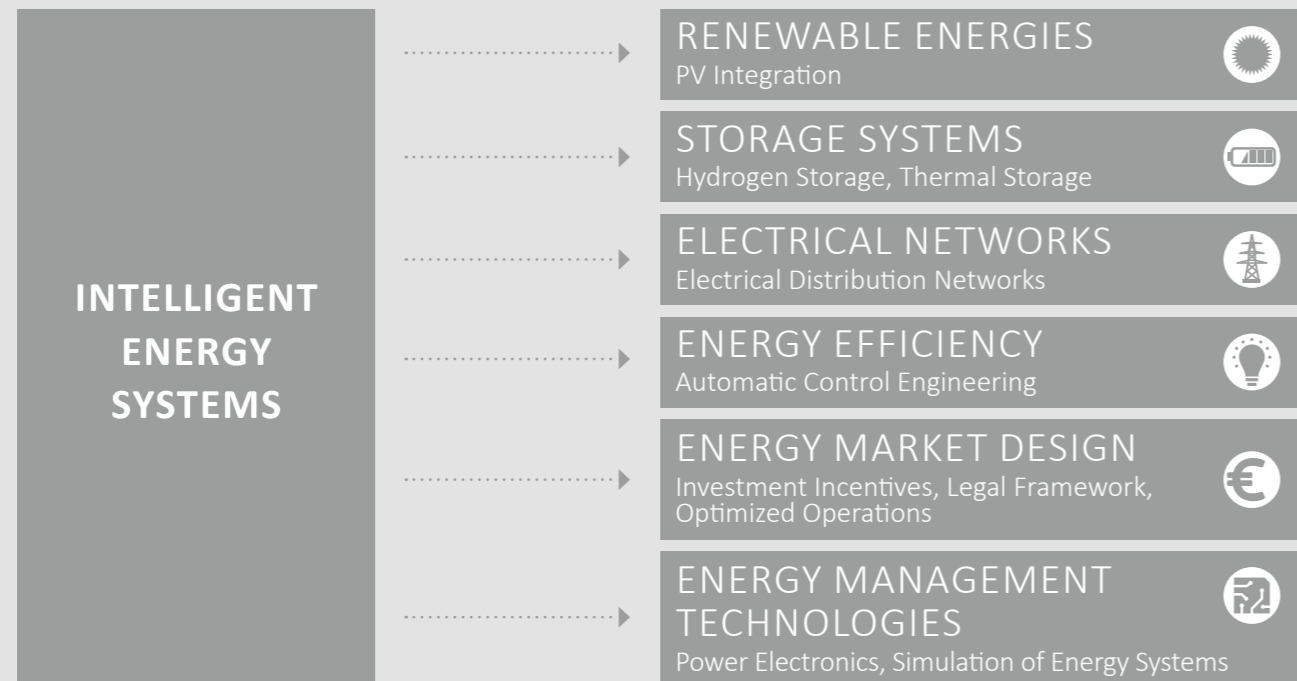 INTELLIGENT
ENERGY
SYSTEMS
RENEWABLE ENERGIES
PV Integration
STORAGE SYSTEMS
Hydrogen Storage, Thermal Storage
ELECTRICAL NETWORKS
Electrical Distribution Networks
ENERGY EFFICIENCY
Automatic Control Engineering
ENERGY MARKET DESIGN
Investment Incentives, Legal Framework,
Optimized Operations
€
ENERGY MANAGEMENT
TECHNOLOGIES
Power Electronics, Simulation of Energy Systems